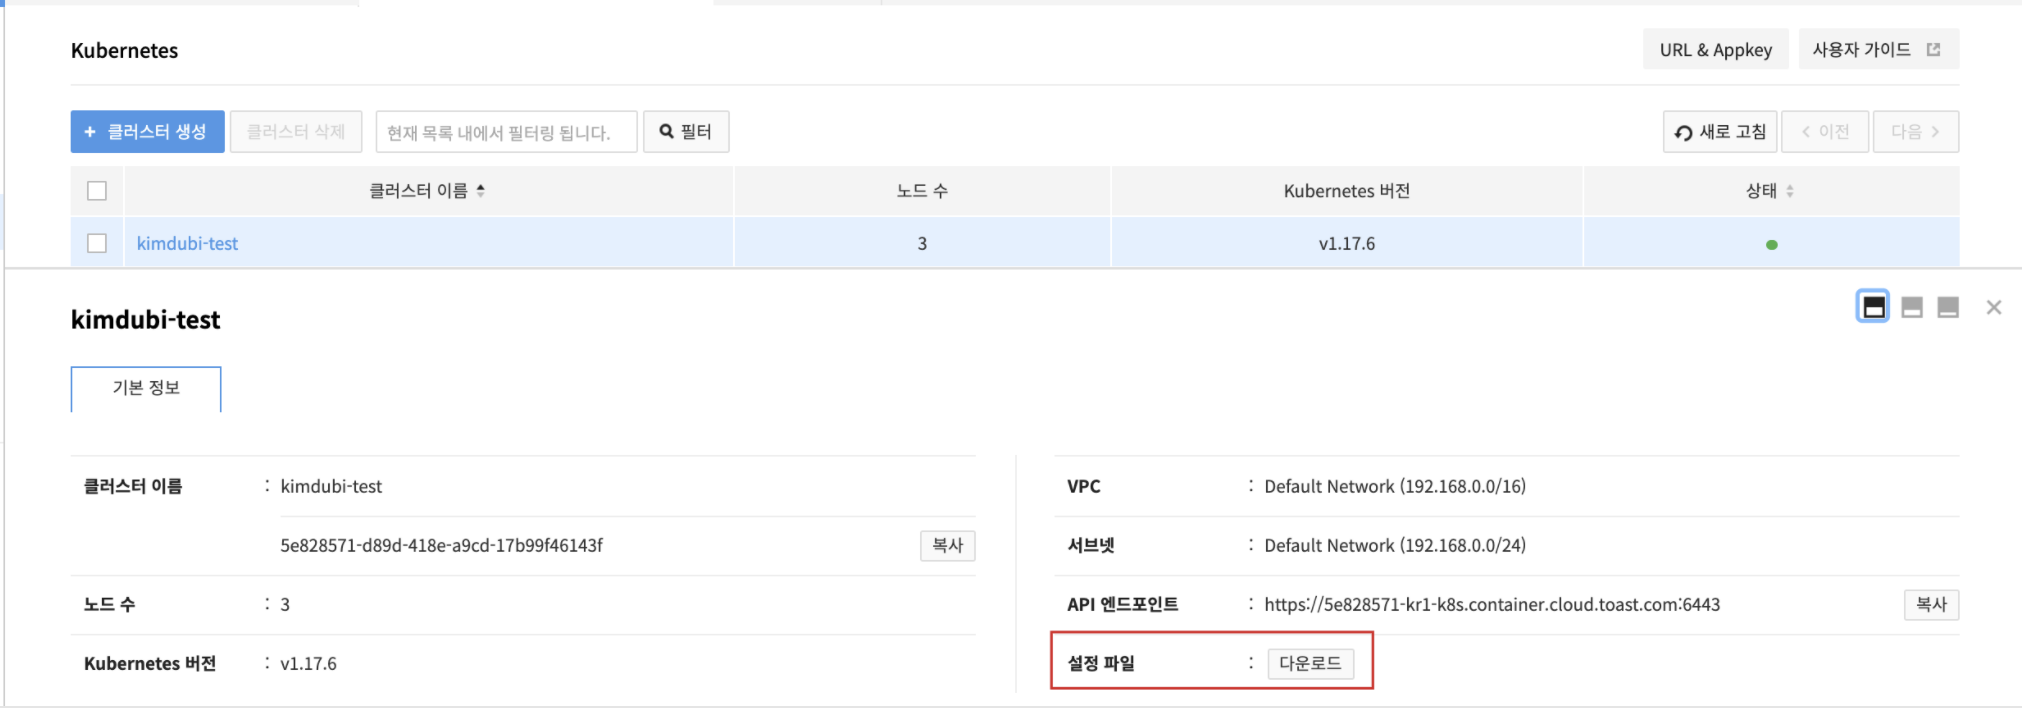 Kubernetes
URL & Appkey
사용자 가이드
+ 클러스터 생성
클러스터 삭제
현재 목록 내에서 필터링 됩니다.
필터
새로 고침
< 이전
다음 >
클러스터 이름
노드 수
Kubernetes 버전
상태
kimdubi-test
3
v1.17.6
kimdubi-test
기본 정보
클러스터 이름 : kimdubi-test
5e828571-d89d-418e-a9cd-17b99f46143f 복사
노드 수 : 3
Kubernetes 버전 : v1.17.6
VPC : Default Network (192.168.0.0/16)
서브넷 : Default Network (192.168.0.0/24)
API 엔드포인트 : https://5e828571-kr1-k8s.container.cloud.toast.com:6443 복사
설정 파일 : 다운로드